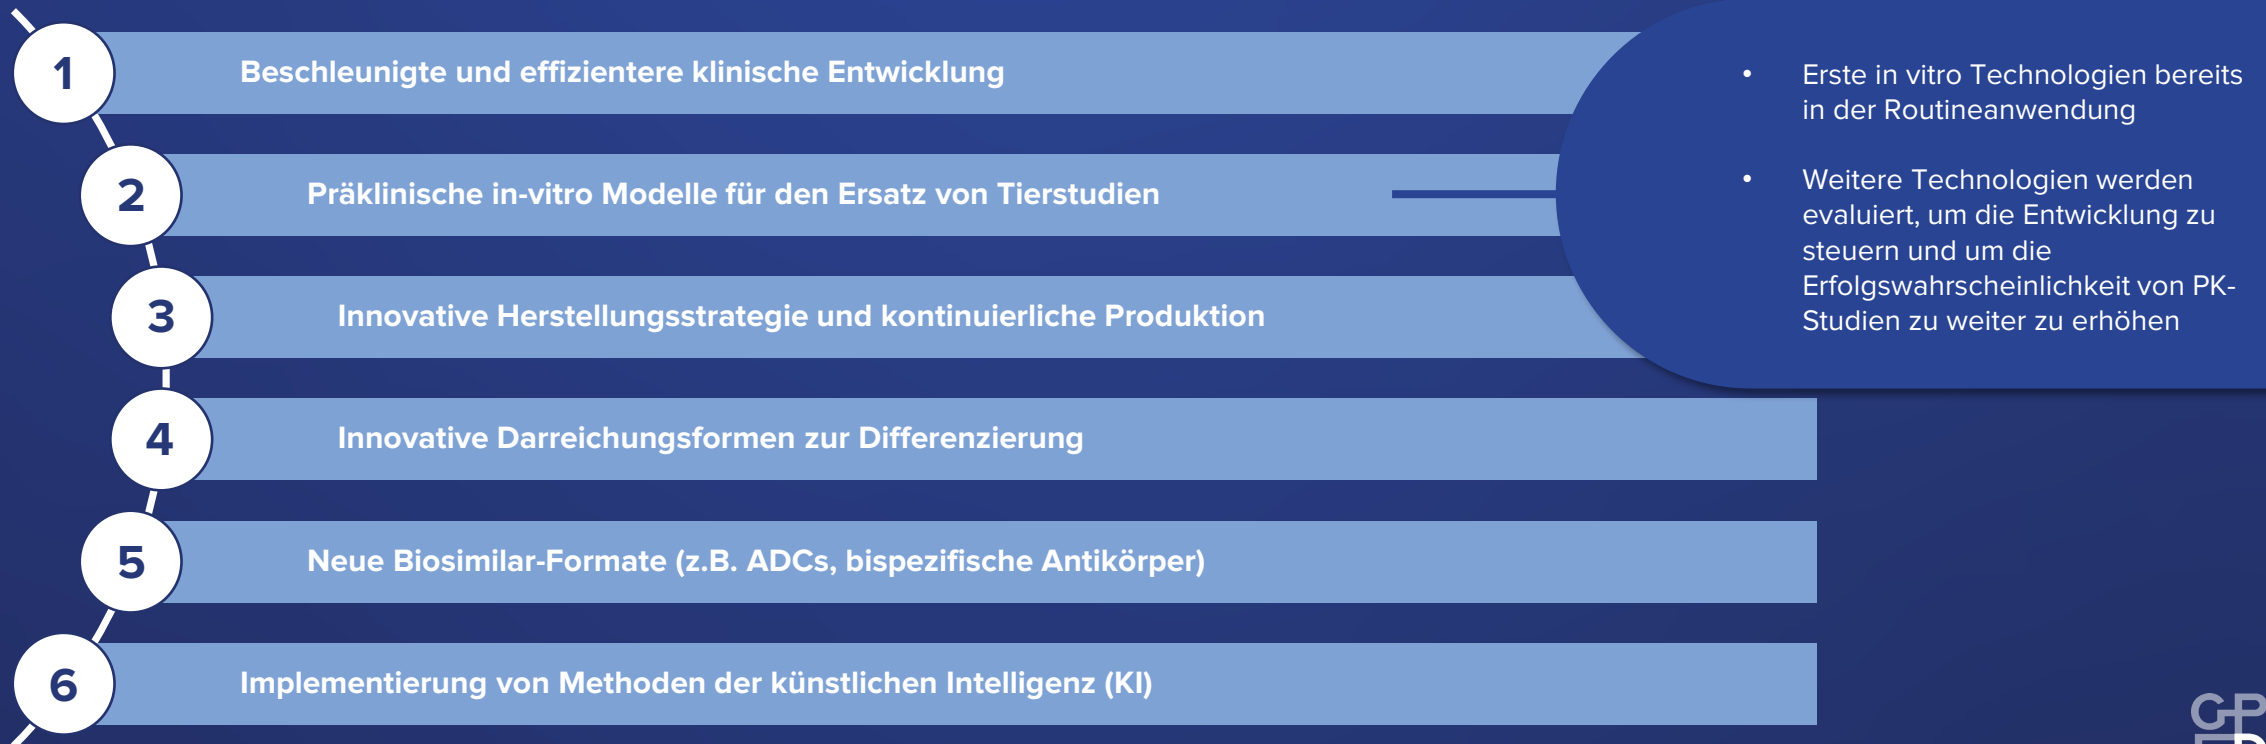 1
Beschleunigte und effizientere klinische Entwicklung
2
Präklinische in-vitro Modelle für den Ersatz von Tierstudien
3
Innovative Herstellungsstrategie und kontinuierliche Produktion
4
Innovative Darreichungsformen zur Differenzierung
5
Neue Biosimilar-Formate (z.B. ADCs, bispezifische Antikörper)
6
Implementierung von Methoden der künstlichen Intelligenz (KI)
• Erste in vitro Technologien bereits
in der Routineanwendung
• Weitere Technologien werden
evaluiert, um die Entwicklung zu
steuern und um die
Erfolgswahrscheinlichkeit von PK-
Studien zu weiter zu erhöhen